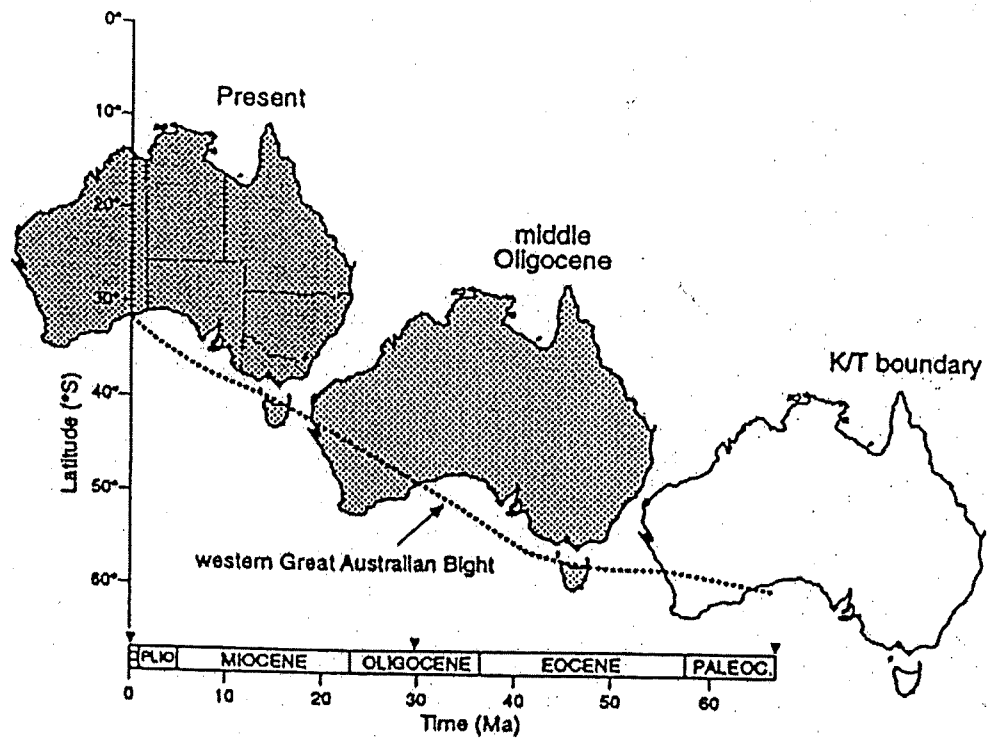 0°
Present
10°
20°
middle
Oligocene
30°
K/T boundary
40°
Latitude (°S)
50°
western Great Australian Bight
60°
PLIO
MIOCENE
OLIGOCENE
EOCENE
PALEOC.
0
10
20
30
40
50
60
Time (Ma)